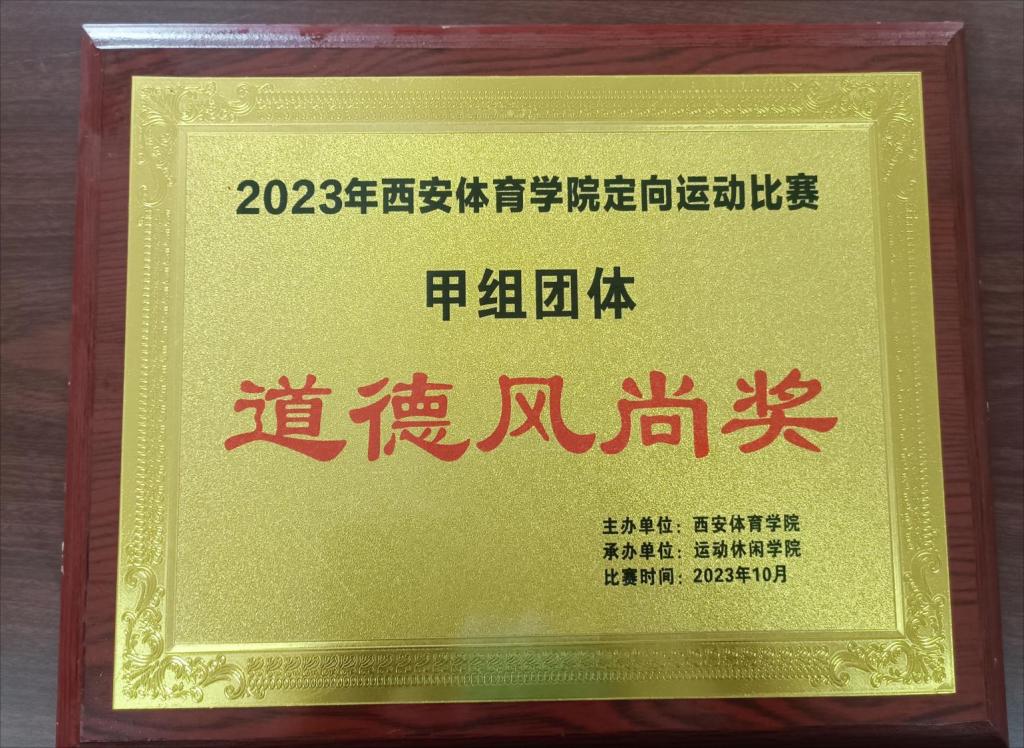 2023年西安体育学院定向运动比赛
甲组团体
道德风尚奖
主办单位：西安体育学院
承办单位：运动休闲学院
比赛时间：2023年10月